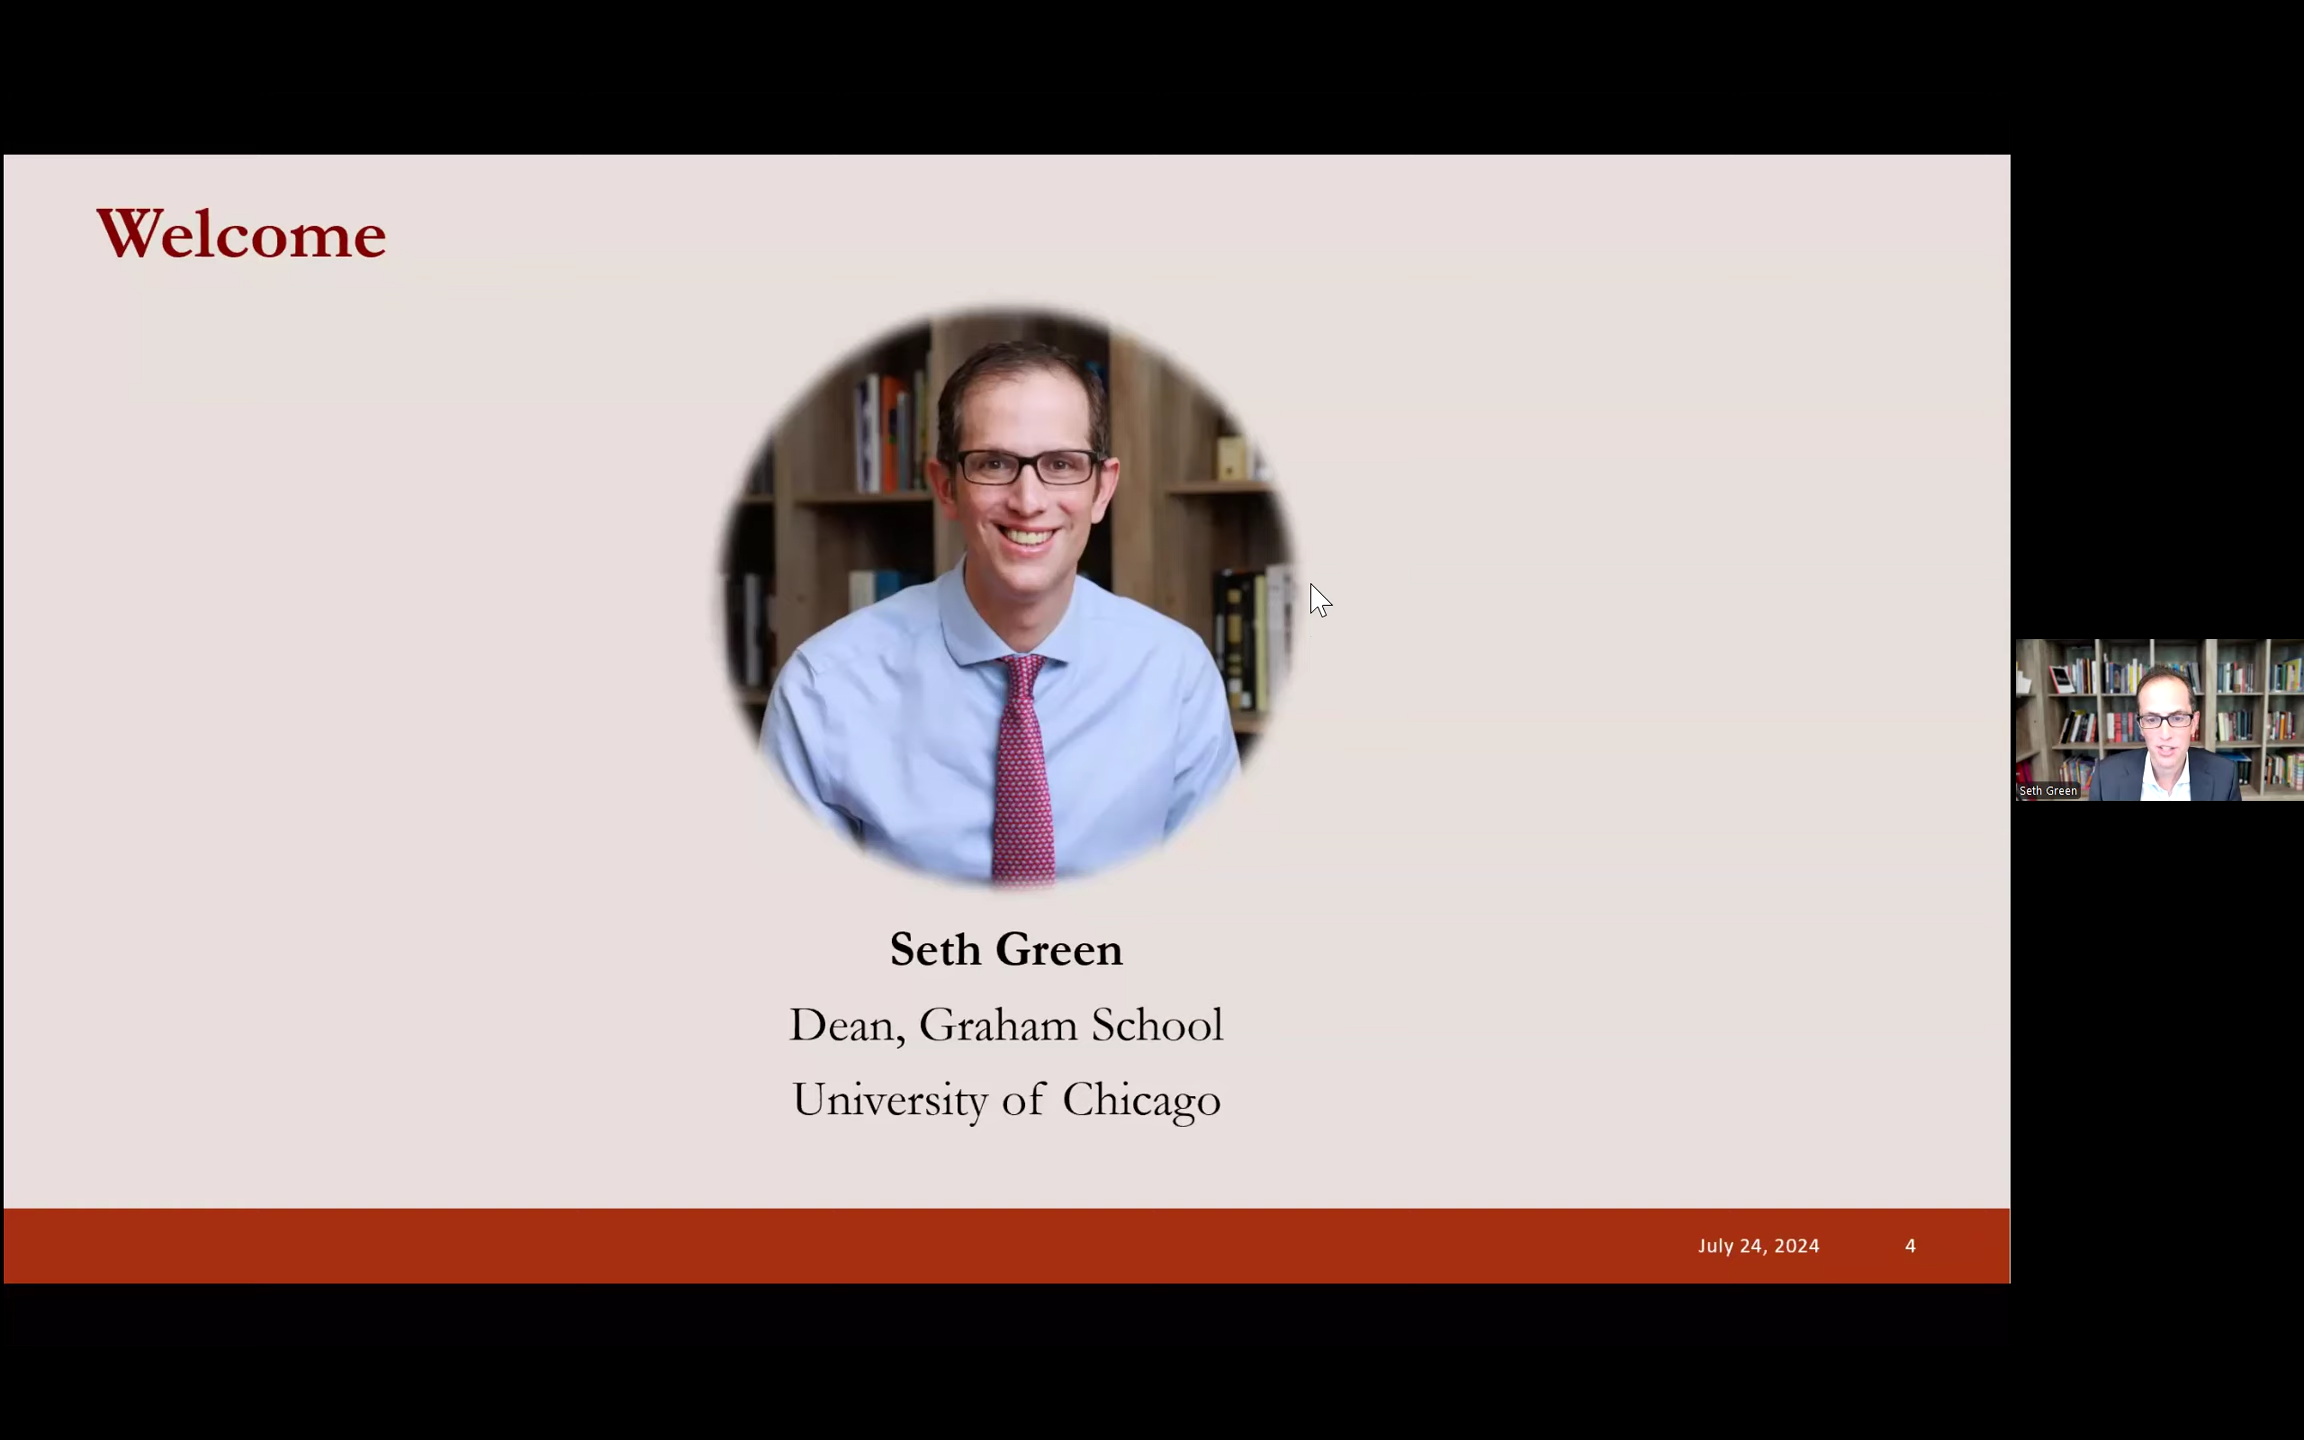 Welcome
Seth Green
Dean, Graham School
University of Chicago
July 24, 2024 4
Seth Green